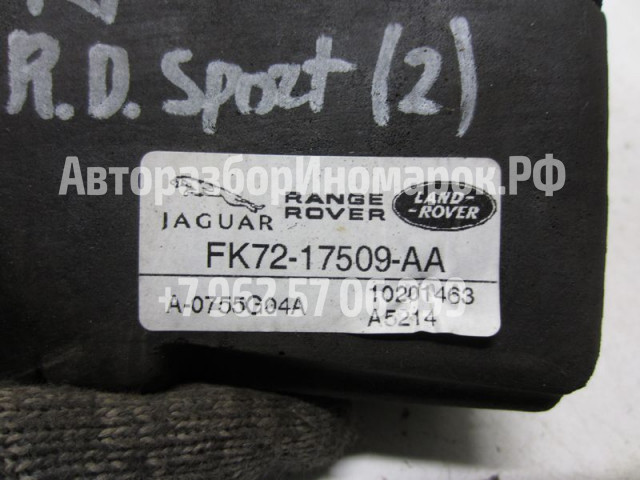 R.D. Sport (2)
АвторазборИномарок.РФ
JAGUAR
RANGE ROVER
LAND-ROVER
FK72-17509-AA
A-0755G04A
10201463
A5214